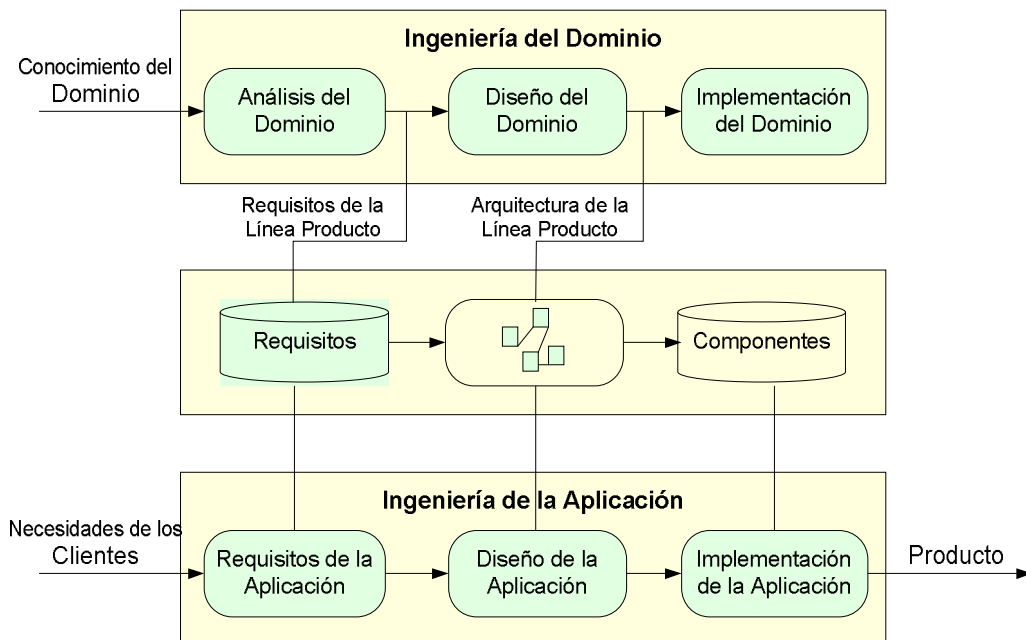 Ingeniería del Dominio
Conocimiento del
Dominio
Análisis del
Dominio
Diseño del
Dominio
Implementación
del Dominio
Requisitos de la
Línea Producto
Arquitectura de la
Línea Producto
Requisitos
Componentes
Ingeniería de la Aplicación
Necesidades de los
Clientes
Requisitos de la
Aplicación
Diseño de la
Aplicación
Implementación
de la Aplicación
Producto